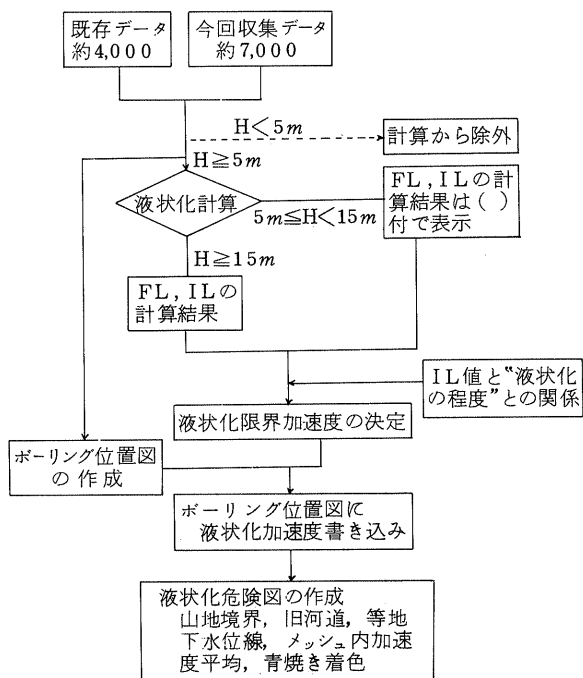 既存データ
約4,000
今回収集データ
約7,000
H<5m
計算から除外
H≧5m
液状化計算
5m≦H<15m
FL,ILの計
算結果は( )
付で表示
H≧15m
FL,ILの
計算結果
IL値と“液状化
の程度”との関係
液状化限界加速度の決定
ボーリング位置図
の作成
ボーリング位置図に
液状化加速度書き込み
液状化危険図の作成
山地境界,旧河道,等地
下水位線,メッシュ内加速
度平均,青焼き着色